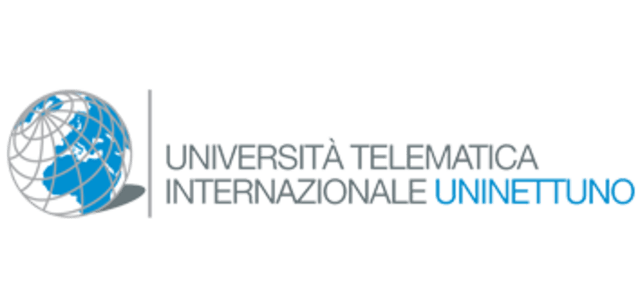 UNIVERSITÀ TELEMATICA
INTERNAZIONALE UNINETTUNO